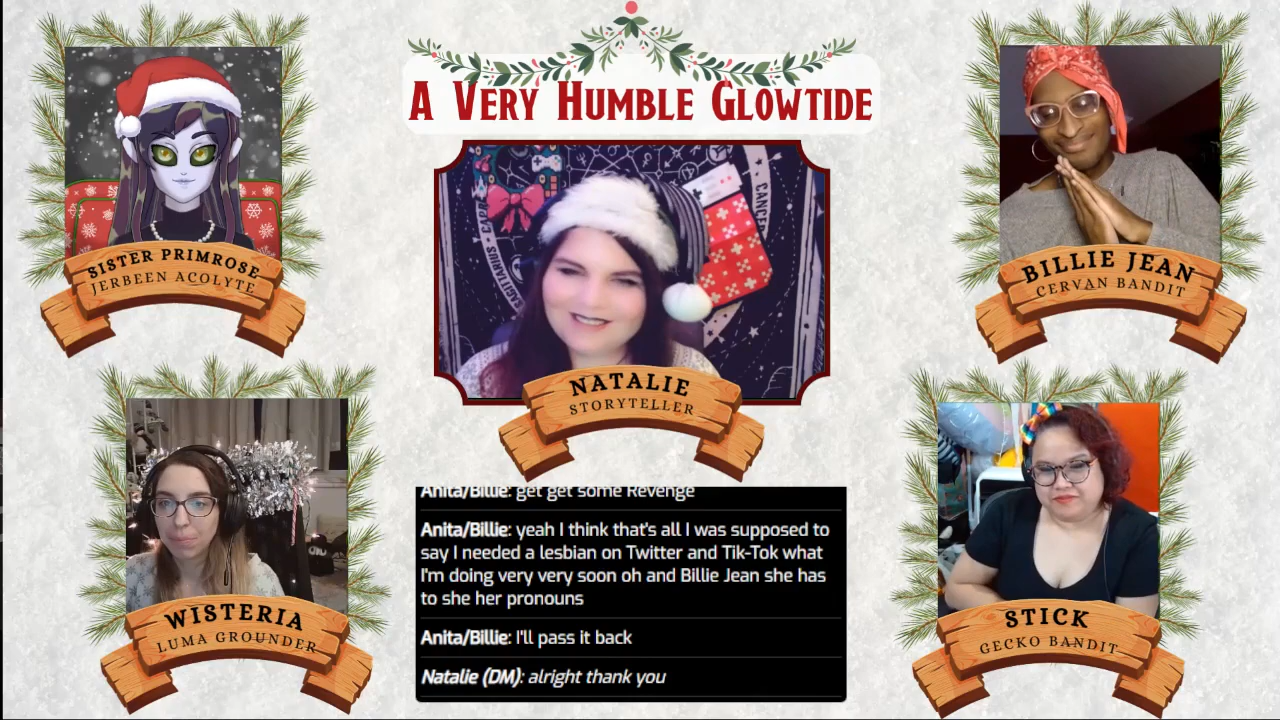 A VERY HUMBLE GLOWTIDE
SISTER PRIMROSE
JERBEEN ACOLYTE
BILLIE JEAN
CERVAN BANDIT
CANCER
SAGITTARIUS
NATALIE
STORYTELLER
WISTERIA
LUMA GROUNDER
STICK
GECKO BANDIT
Anita/Billie: get get some Revenge
Anita/Billie: yeah I think that's all I was supposed to
say I needed a lesbian on Twitter and Tik-Tok what
I'm doing very very soon oh and Billie Jean she has
to she her pronouns
Anita/Billie: I'll pass it back
Natalie (DM): alright thank you